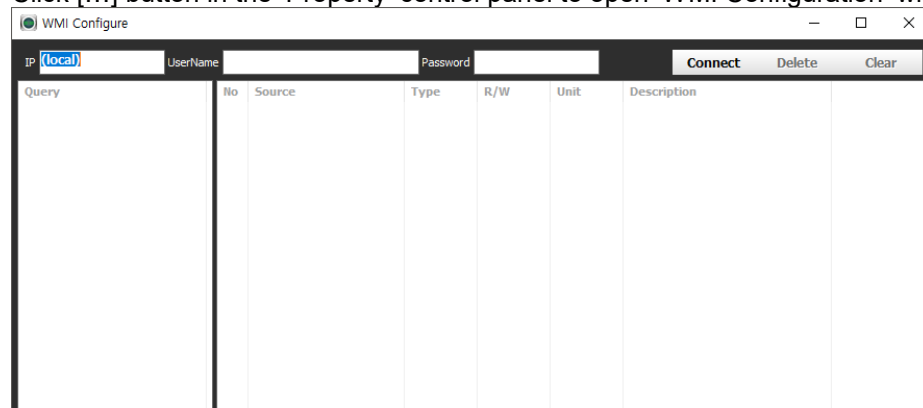 Click [...] button in the 'Property' control panel to open 'WMI Configuration' wi
WMI Configure
IP (local) UserName Password Connect Delete Clear
Query No Source Type R/W Unit Description